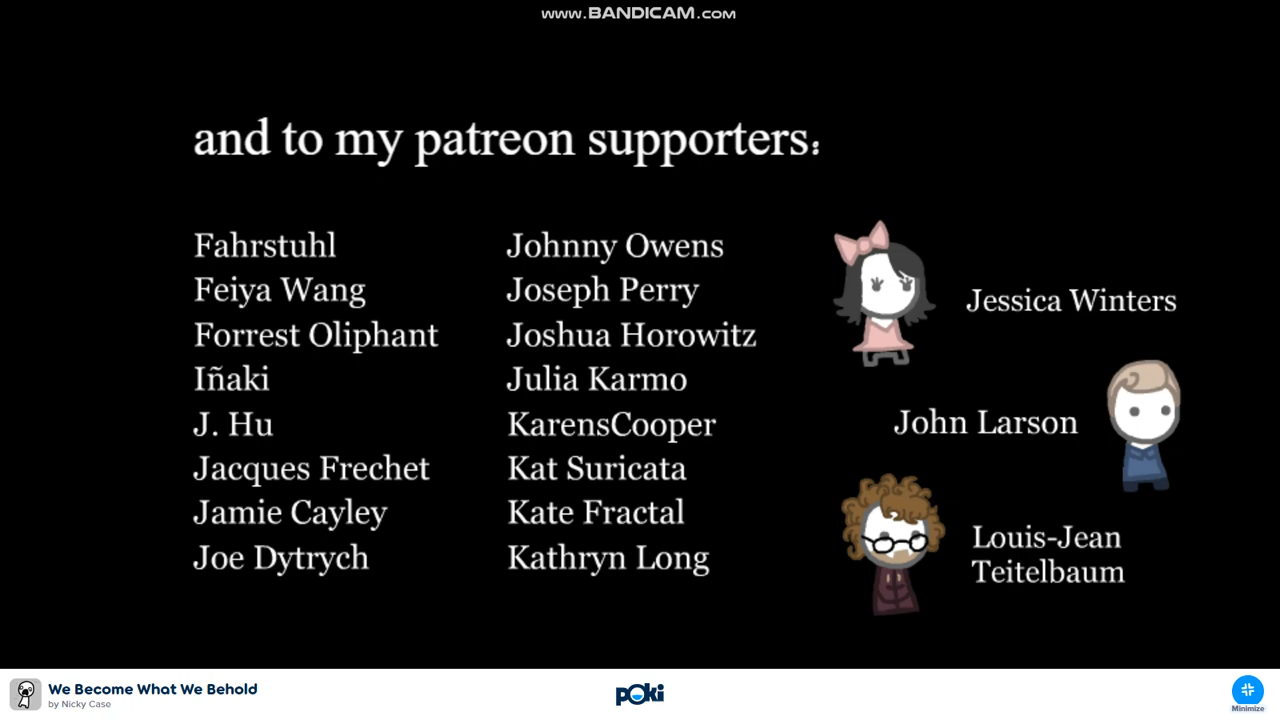 www.BANDICAM.com
and to my patreon supporters:
Fahrstuhl
Feiya Wang
Forrest Oliphant
Iñaki
J. Hu
Jacques Frechet
Jamie Cayley
Joe Dytrych
Johnny Owens
Joseph Perry
Joshua Horowitz
Julia Karmo
KarensCooper
Kat Suricata
Kate Fractal
Kathryn Long
Jessica Winters
John Larson
Louis-Jean
Teitelbaum
We Become What We Behold
by Nicky Case
poki
Minimize